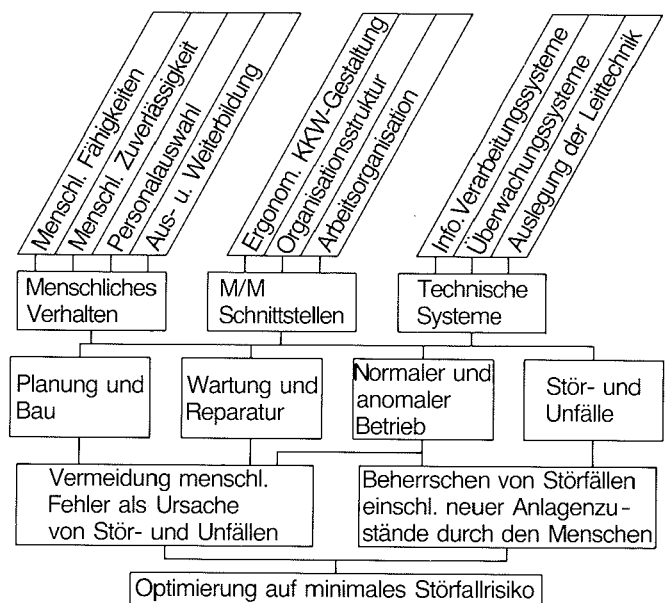 Menschl. Fähigkeiten
Menschl. Zuverlässigkeit
Personalauswahl
Aus- u. Weiterbildung
Ergonom. KKW-Gestaltung
Organisationsstruktur
Arbeitsorganisation
Info. Verarbeitungssysteme
Überwachungssysteme
Auslegung der Leittechnik
Menschliches
Verhalten
M/M
Schnittstellen
Technische
Systeme
Planung und
Bau
Wartung und
Reparatur
Normaler und
anomaler
Betrieb
Stör- und
Unfälle
Vermeidung menschl.
Fehler als Ursache
von Stör- und Unfällen
Beherrschen von Störfällen
einschl. neuer Anlagenzu-
stände durch den Menschen
Optimierung auf minimales Störfallrisiko